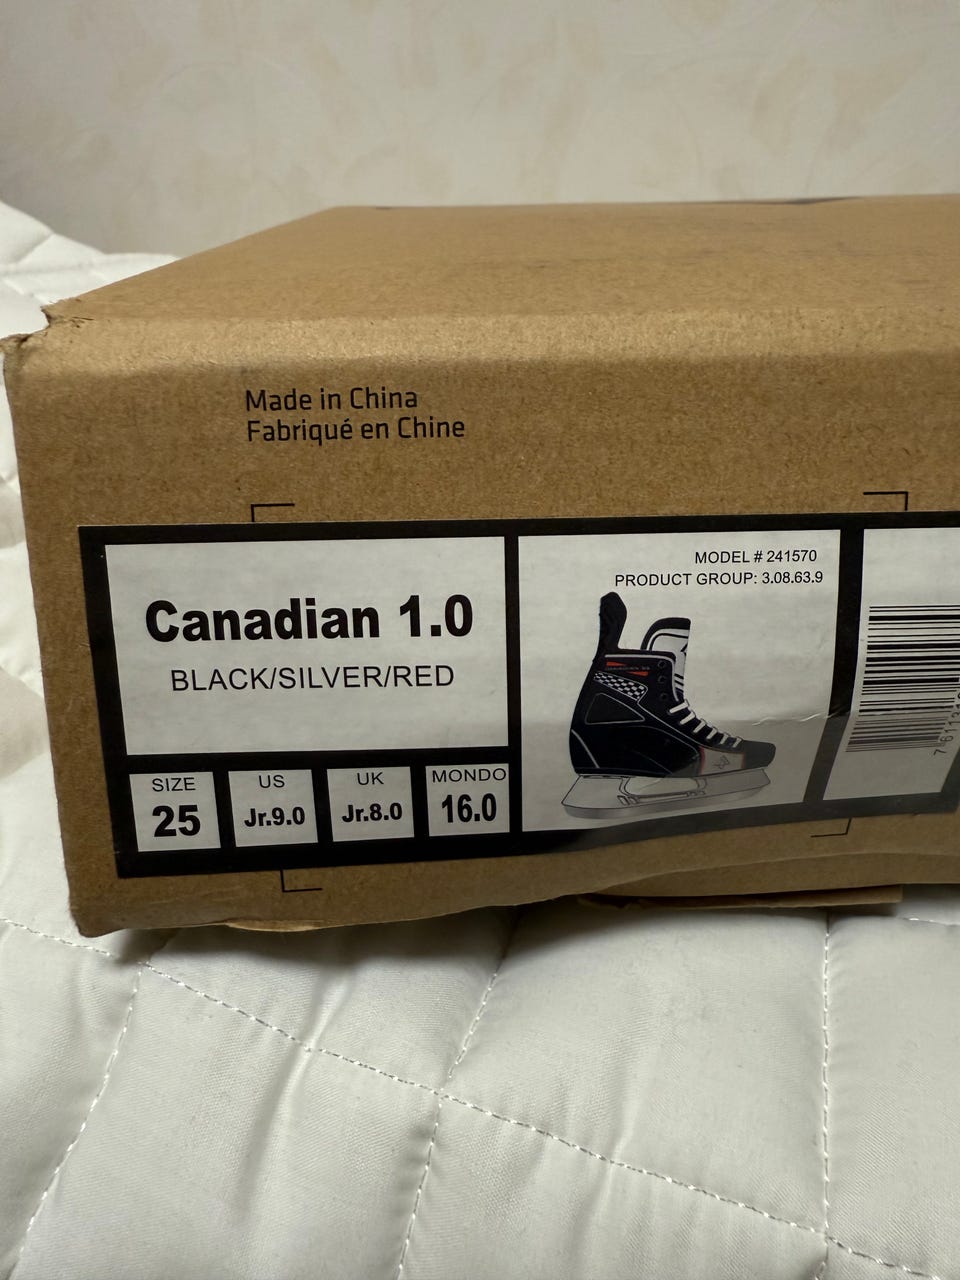 Made in China
Fabriqué en Chine
Canadian 1.0
BLACK/SILVER/RED
SIZE
25
US
Jr.9.0
UK
Jr.8.0
MONDO
16.0
MODEL # 241570
PRODUCT GROUP: 3.08.63.9